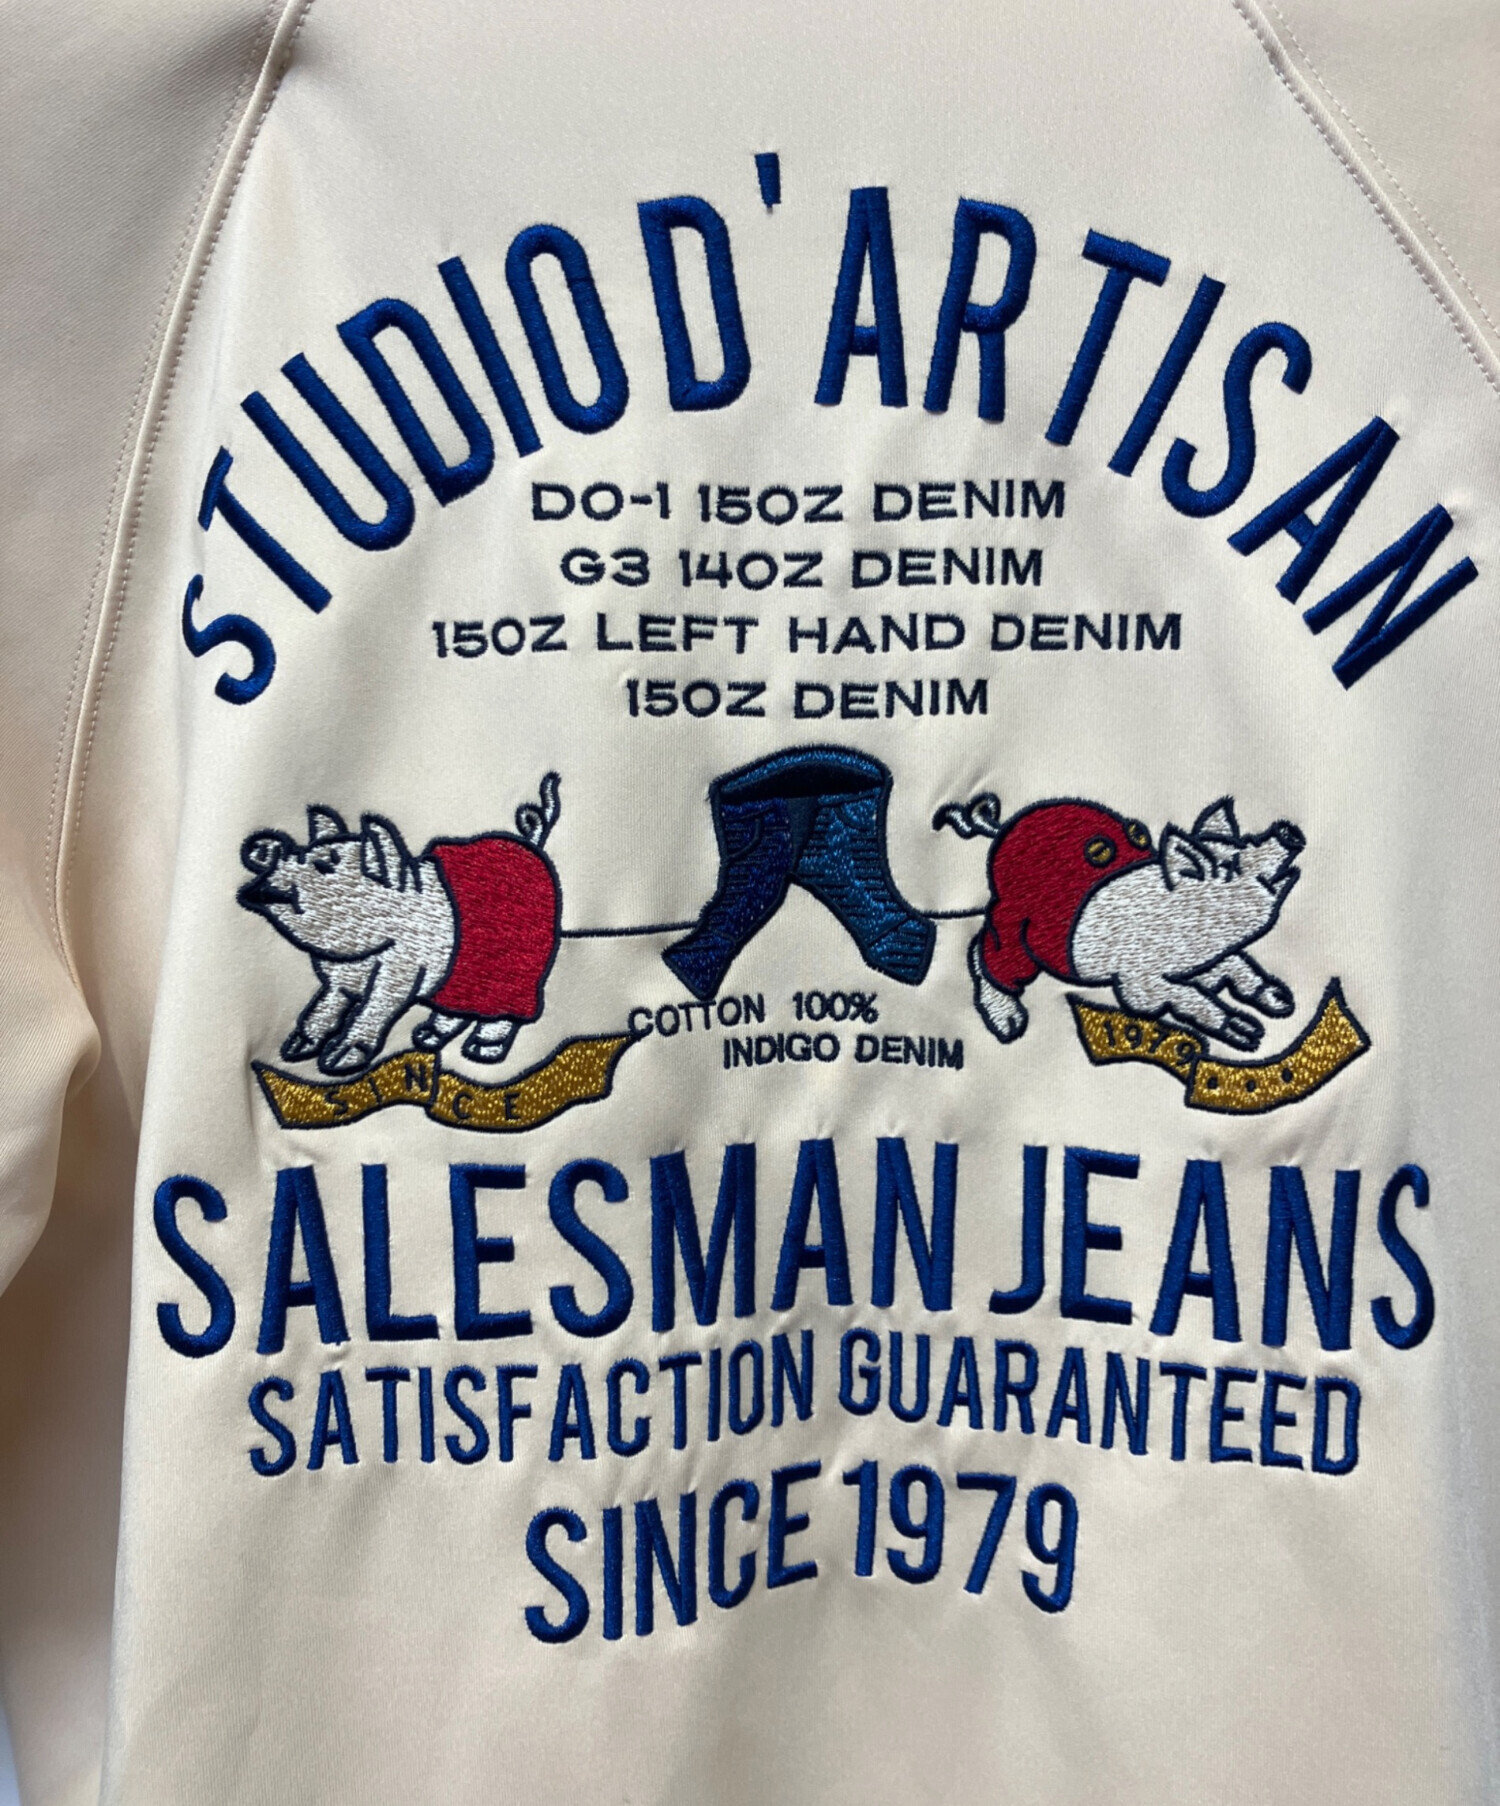 STUDIO D'ARTISAN
DO-1 15OZ DENIM
G3 14OZ DENIM
15OZ LEFT HAND DENIM
15OZ DENIM
COTTON 100%
INDIGO DENIM
SINCE
1979...
SALESMAN JEANS
SATISFACTION GUARANTEED
SINCE 1979